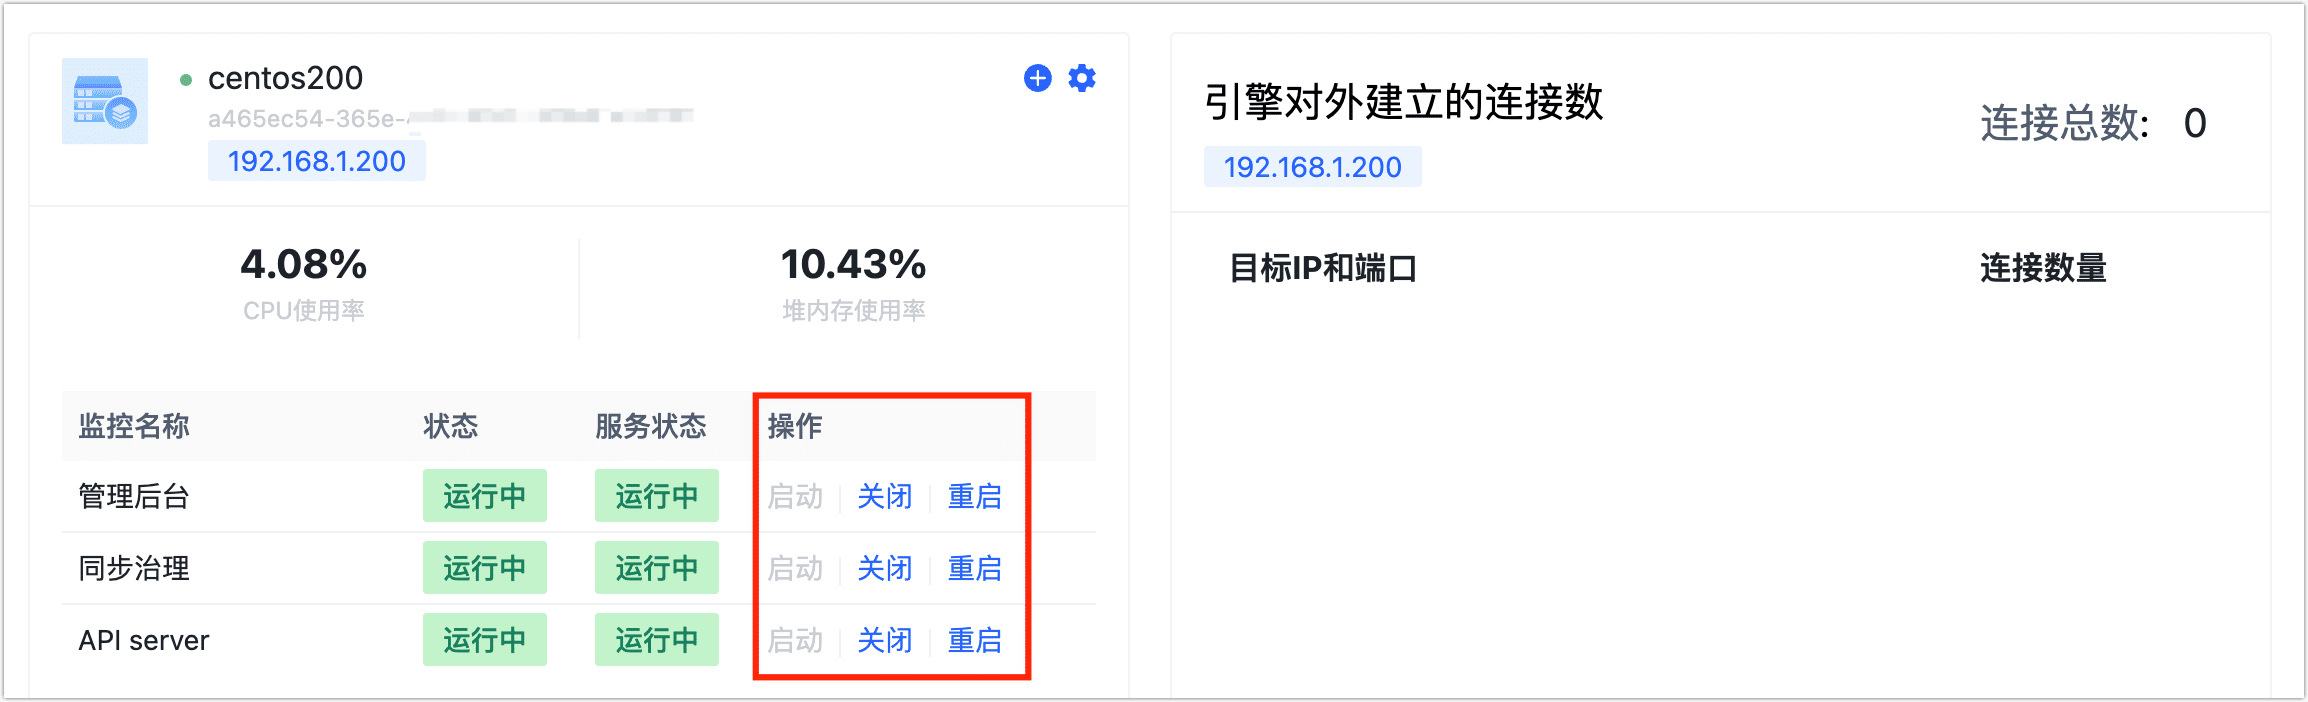 centos200
a465ec54-365e-
192.168.1.200
4.08%
CPU使用率
10.43%
堆内存使用率
监控名称 状态 服务状态 操作
管理后台 运行中 运行中 启动 关闭 重启
同步治理 运行中 运行中 启动 关闭 重启
API server 运行中 运行中 启动 关闭 重启
引擎对外建立的连接数
192.168.1.200
连接总数: 0
目标IP和端口 连接数量